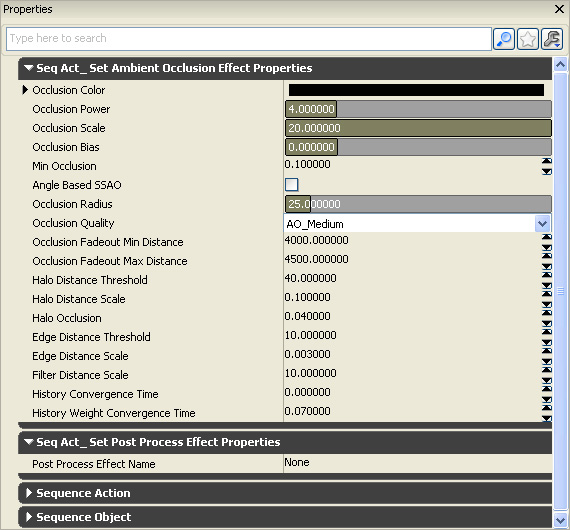 Properties
Type here to search
Seq Act_ Set Ambient Occlusion Effect Properties
Occlusion Color
Occlusion Power 4.000000
Occlusion Scale 20.000000
Occlusion Bias 0.000000
Min Occlusion 0.100000
Angle Based SSAO
Occlusion Radius 25.000000
Occlusion Quality AO_Medium
Occlusion Fadeout Min Distance 4000.000000
Occlusion Fadeout Max Distance 4500.000000
Halo Distance Threshold 40.000000
Halo Distance Scale 0.100000
Halo Occlusion 0.040000
Edge Distance Threshold 10.000000
Edge Distance Scale 0.003000
Filter Distance Scale 10.000000
History Convergence Time 0.000000
History Weight Convergence Time 0.070000
Seq Act_ Set Post Process Effect Properties
Post Process Effect Name None
Sequence Action
Sequence Object